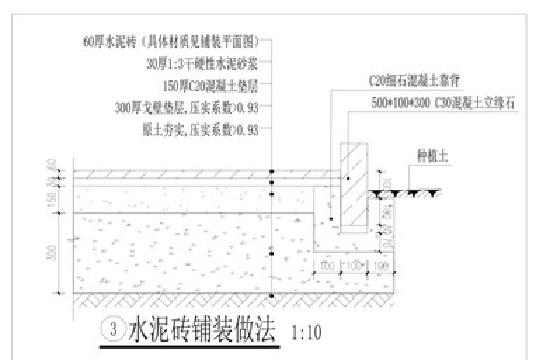 60厚水泥砖（具体材质见铺装平面图）
30厚1:3干硬性水泥砂浆
150厚C20混凝土垫层
300厚戈壁垫层,压实系数>0.93
原土夯实,压实系数>0.93
C20细石混凝土靠背
500*100*300 C30混凝土立缘石
种植土
60
30
150
300
100
100
100
3 水泥砖铺装做法 1:10